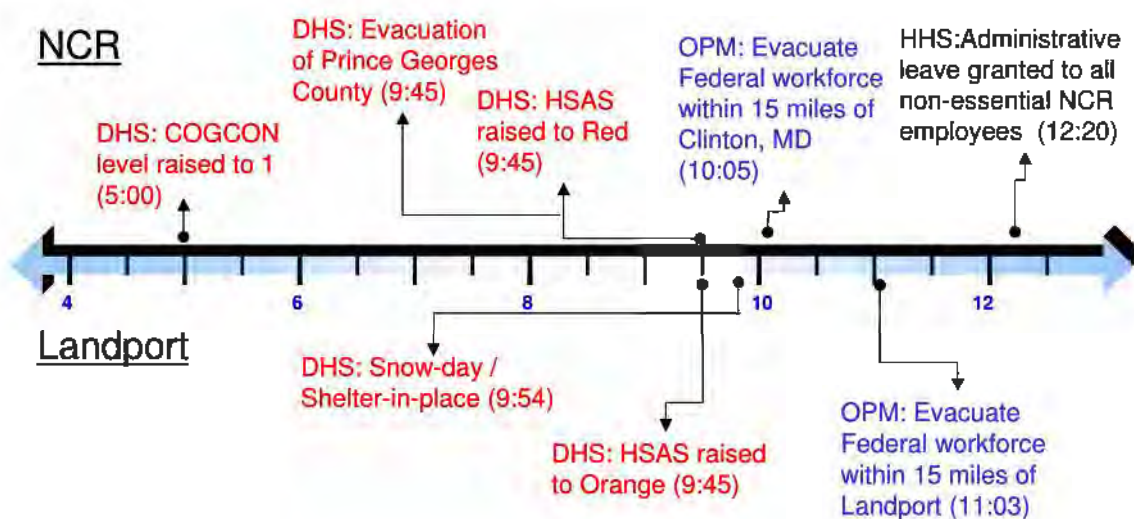 NCR
DHS: Evacuation
of Prince Georges
County (9:45)
DHS: HSAS
raised to Red
(9:45)
OPM: Evacuate
Federal workforce
within 15 miles of
Clinton, MD
(10:05)
HHS:Administrative
leave granted to all
non-essential NCR
employees (12:20)
DHS: COGCON
level raised to 1
(5:00)
4
6
8
10
12
Landport
DHS: Snow-day /
Shelter-in-place (9:54)
DHS: HSAS raised
to Orange (9:45)
OPM: Evacuate
Federal workforce
within 15 miles of
Landport (11:03)